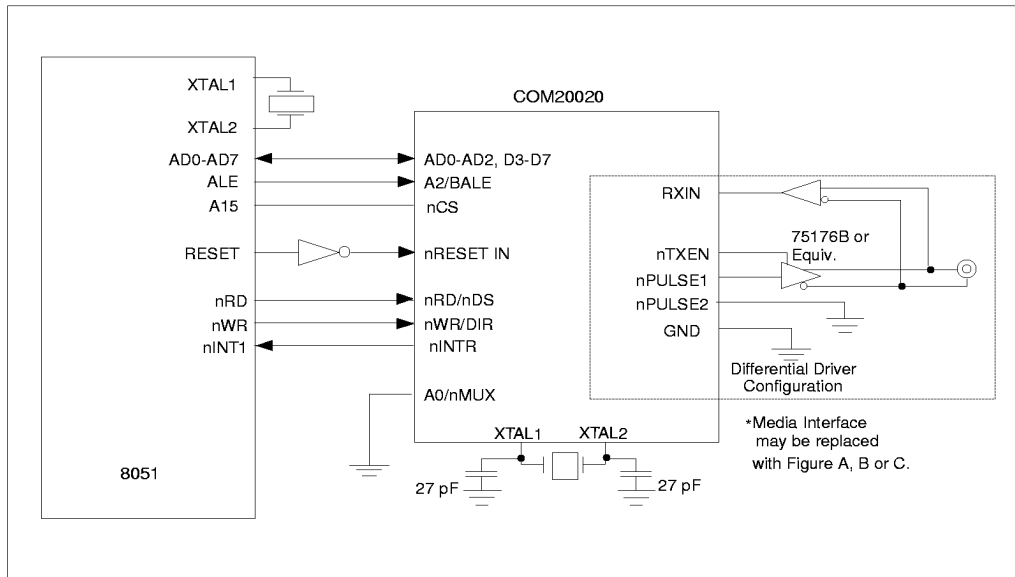 XTAL1
XTAL2
AD0-AD7
ALE
A15
RESET
nRD
nWR
nINT1
8051
COM20020
AD0-AD2, D3-D7
A2/BALE
nCS
nRESET IN
nRD/nDS
nWR/DIR
nINTR
A0/nMUX
RXIN
nTXEN
nPULSE1
nPULSE2
GND
75176B or
Equiv.
Differential Driver
Configuration
XTAL1
XTAL2
27 pF
27 pF
*Media Interface
may be replaced
with Figure A, B or C.